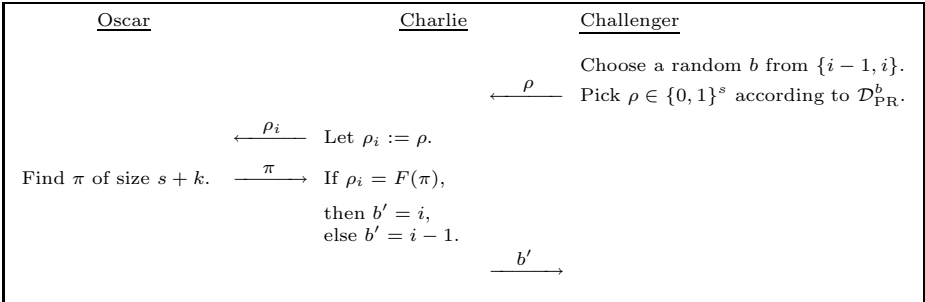 Oscar Charlie Challenger
Choose a random b from {i − 1, i}.
ρ Pick ρ ∈ {0, 1}^s according to 𝒟^b_PR.
ρ_i Let ρ_i := ρ.
Find π of size s + k. π If ρ_i = F(π),
then b′ = i,
else b′ = i − 1.
b′